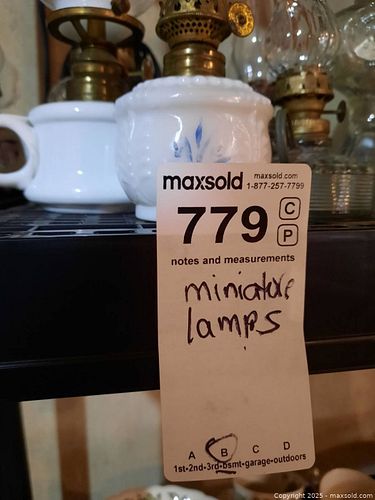 maxsold maxsold.com
1-877-257-7799
779 C
P
notes and measurements
miniature
lamps
A B C D
1st-2nd-3rd-bsmt-garage-outdoors
Copyright 2025 - maxsold.com